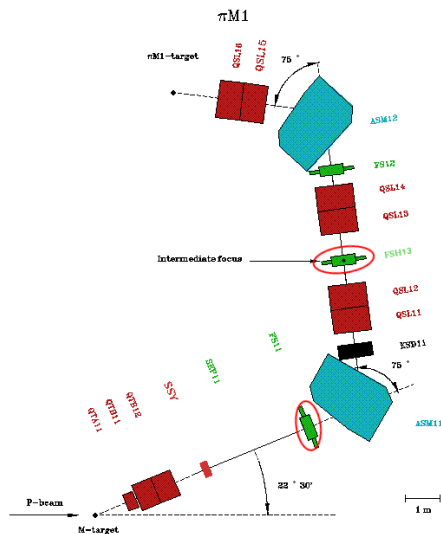 πM1
QSL16
QSL15
75 °
πM1-target
ASM12
FS12
QSL14
QSL13
Intermediate focus
FSH13
QSL12
QSL11
FS11
KSD11
SHV11
75 °
SSY
QTB12
QTB11
QTA11
ASM11
22 ° 30'
P-beam
1 m
M-target